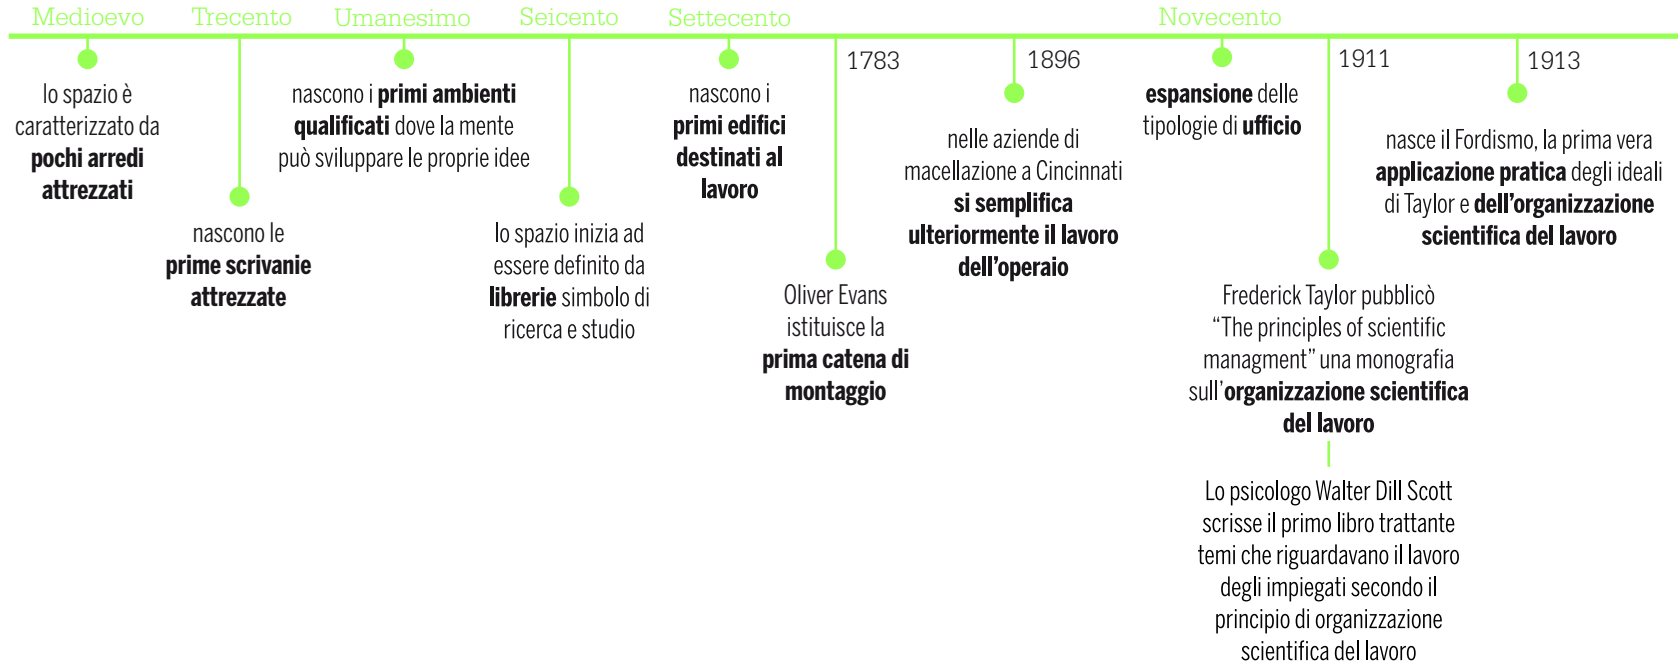 Medioevo
lo spazio è
caratterizzato da
pochi arredi
attrezzati
Trecento
nascono le
prime scrivanie
attrezzate
Umanesimo
nascono i primi ambienti
qualificati dove la mente
può sviluppare le proprie idee
Seicento
lo spazio inizia ad
essere definito da
librerie simbolo di
ricerca e studio
Settecento
nascono i
primi edifici
destinati al
lavoro
1783
Oliver Evans
istituisce la
prima catena di
montaggio
1896
nelle aziende di
macellazione a Cincinnati
si semplifica
ulteriormente il lavoro
dell'operaio
Novecento
espansione delle
tipologie di ufficio
1911
Frederick Taylor pubblicò
“The principles of scientific
managment” una monografia
sull'organizzazione scientifica
del lavoro
Lo psicologo Walter Dill Scott
scrisse il primo libro trattante
temi che riguardavano il lavoro
degli impiegati secondo il
principio di organizzazione
scientifica del lavoro
1913
nasce il Fordismo, la prima vera
applicazione pratica degli ideali
di Taylor e dell'organizzazione
scientifica del lavoro